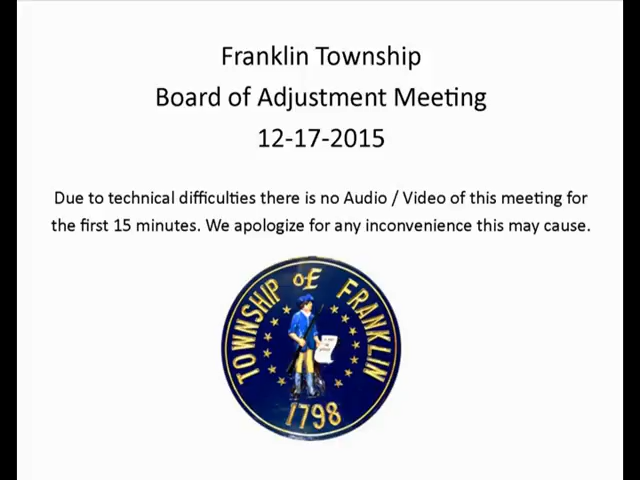 Franklin Township
Board of Adjustment Meeting
12-17-2015
Due to technical difficulties there is no Audio / Video of this meeting for
the first 15 minutes. We apologize for any inconvenience this may cause.
TOWNSHIP OF FRANKLIN
1798